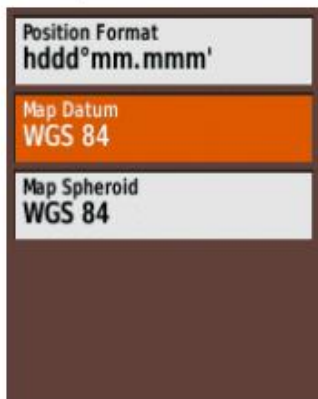 Position Format
hddd°mm.mmm'
Map Datum
WGS 84
Map Spheroid
WGS 84